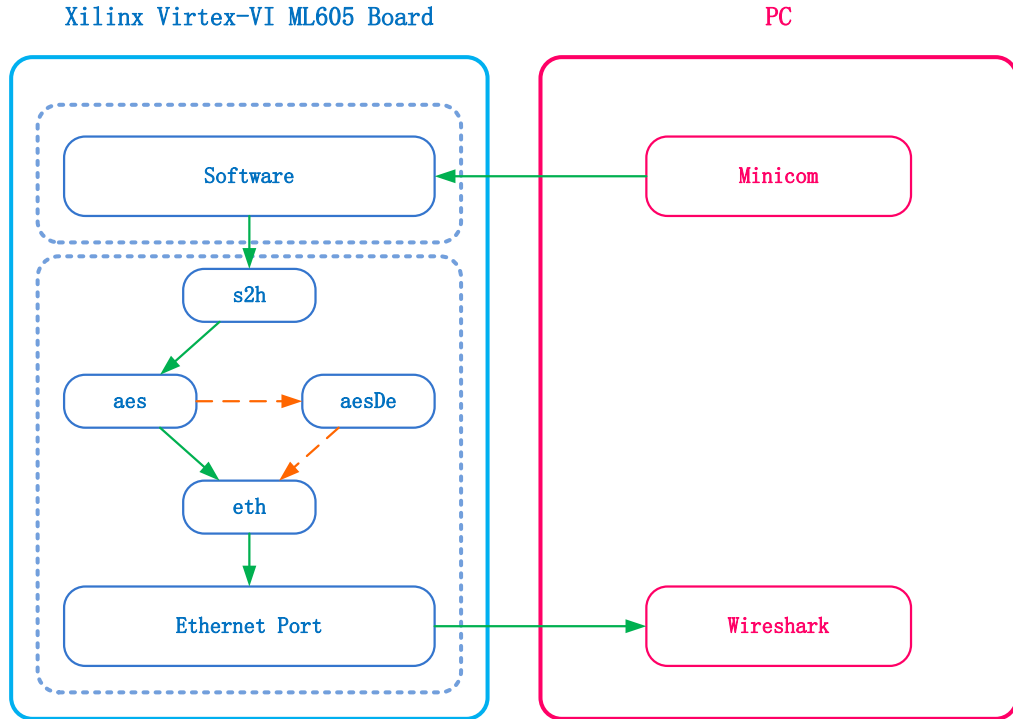 Xilinx Virtex-VI ML605 Board
PC
Software
Minicom
s2h
aes
aesDe
eth
Ethernet Port
Wireshark